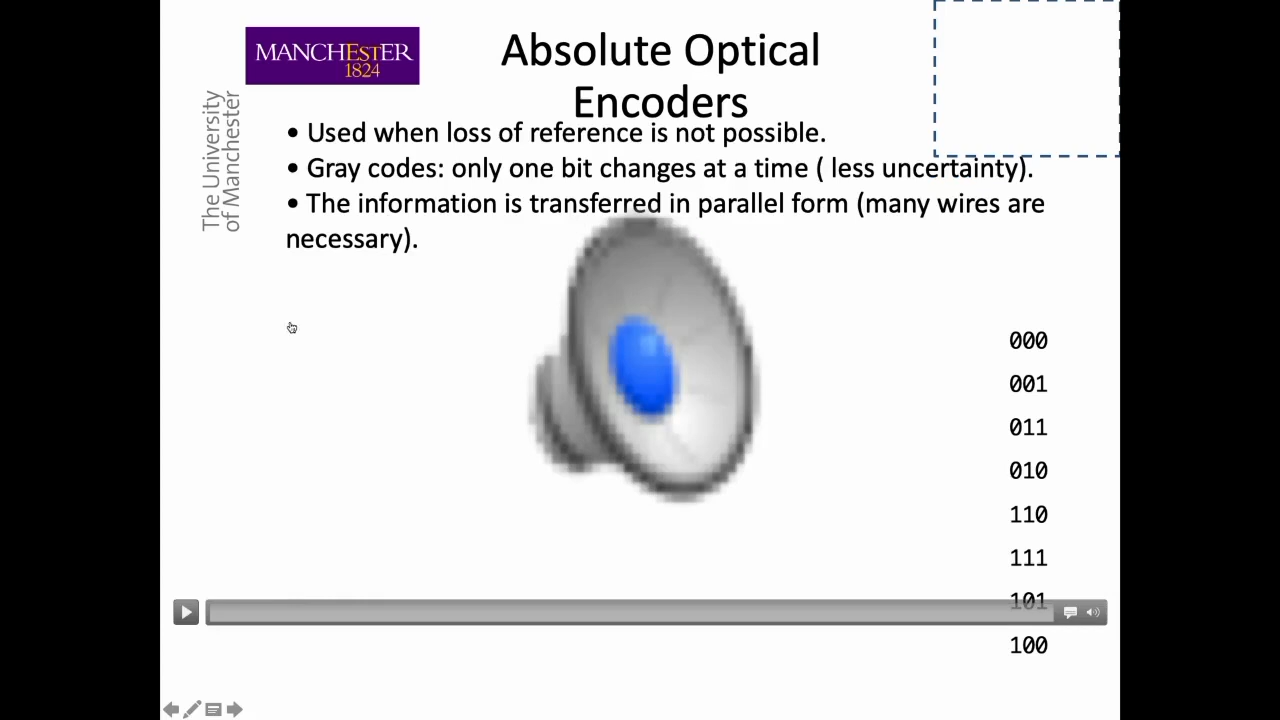 MANCHESTER
1824
The University
of Manchester
Absolute Optical
Encoders
• Used when loss of reference is not possible.
• Gray codes: only one bit changes at a time ( less uncertainty).
• The information is transferred in parallel form (many wires are
necessary).
000
001
011
010
110
111
101
100